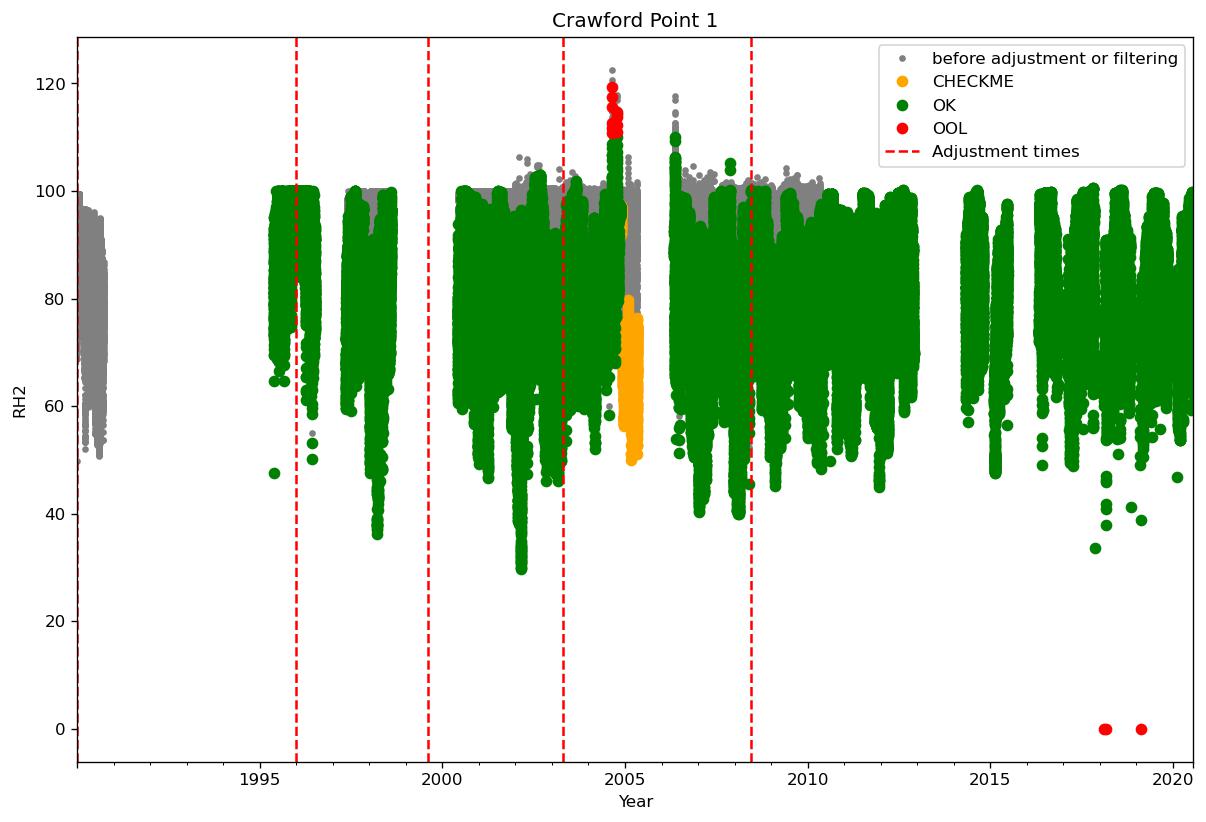 Crawford Point 1
before adjustment or filtering
CHECKME
OK
OOL
Adjustment times
RH2
120
100
80
60
40
20
0
1995
2000
2005
2010
2015
2020
Year